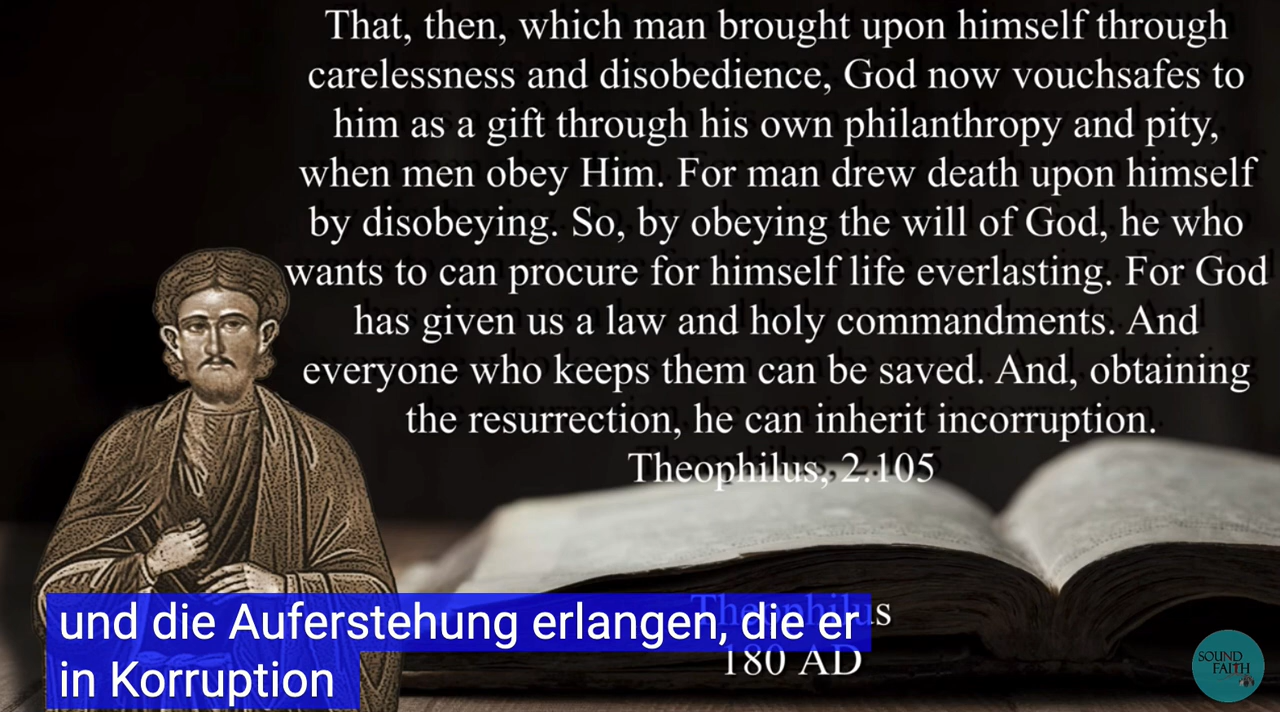 That, then, which man brought upon himself through
carelessness and disobedience, God now vouchsafes to
him as a gift through his own philanthropy and pity,
when men obey Him. For man drew death upon himself
by disobeying. So, by obeying the will of God, he who
wants to can procure for himself life everlasting. For God
has given us a law and holy commandments. And
everyone who keeps them can be saved. And, obtaining
the resurrection, he can inherit incorruption.
Theophilus, 2.105
Theophilus
180 AD
und die Auferstehung erlangen, die er
in Korruption
SOUND
FAITH